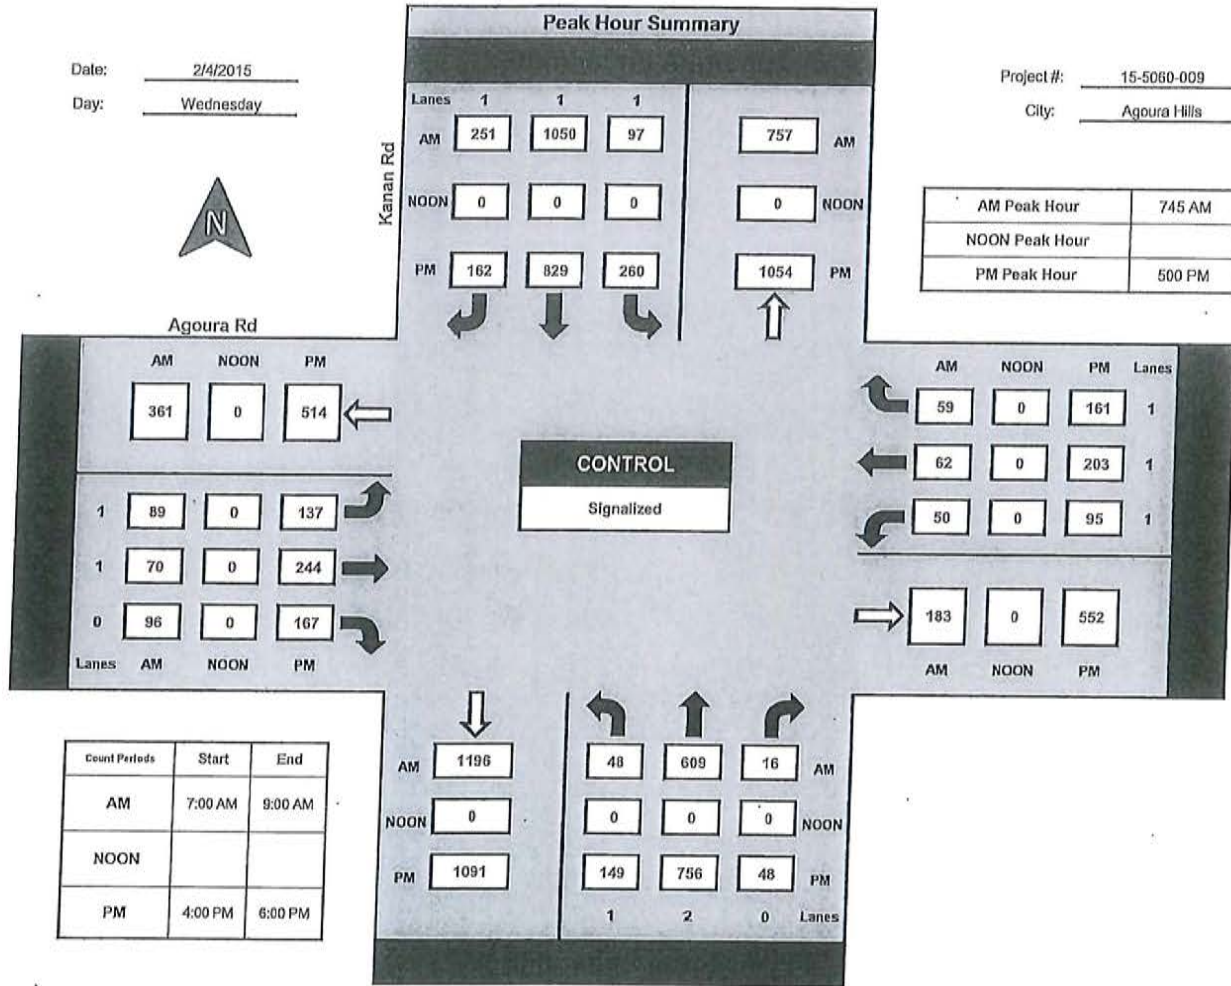 Peak Hour Summary
Date: 2/4/2015
Day: Wednesday
Project #: 15-5060-009
City: Agoura Hills
N
Kanan Rd
Lanes 1 1 1
AM 251 1050 97 757 AM
NOON 0 0 0 0 NOON
PM 162 829 260 1054 PM
AM Peak Hour 745 AM
NOON Peak Hour
PM Peak Hour 500 PM
Agoura Rd
AM NOON PM
361 0 514
1 89 0 137
1 70 0 244
0 96 0 167
Lanes AM NOON PM
CONTROL
Signalized
AM NOON PM Lanes
59 0 161 1
62 0 203 1
50 0 95 1
183 0 552
AM NOON PM
Count Periods Start End
AM 7:00 AM 9:00 AM
NOON
PM 4:00 PM 6:00 PM
AM 1196 48 609 16 AM
NOON 0 0 0 0 NOON
PM 1091 149 756 48 PM
1 2 0 Lanes